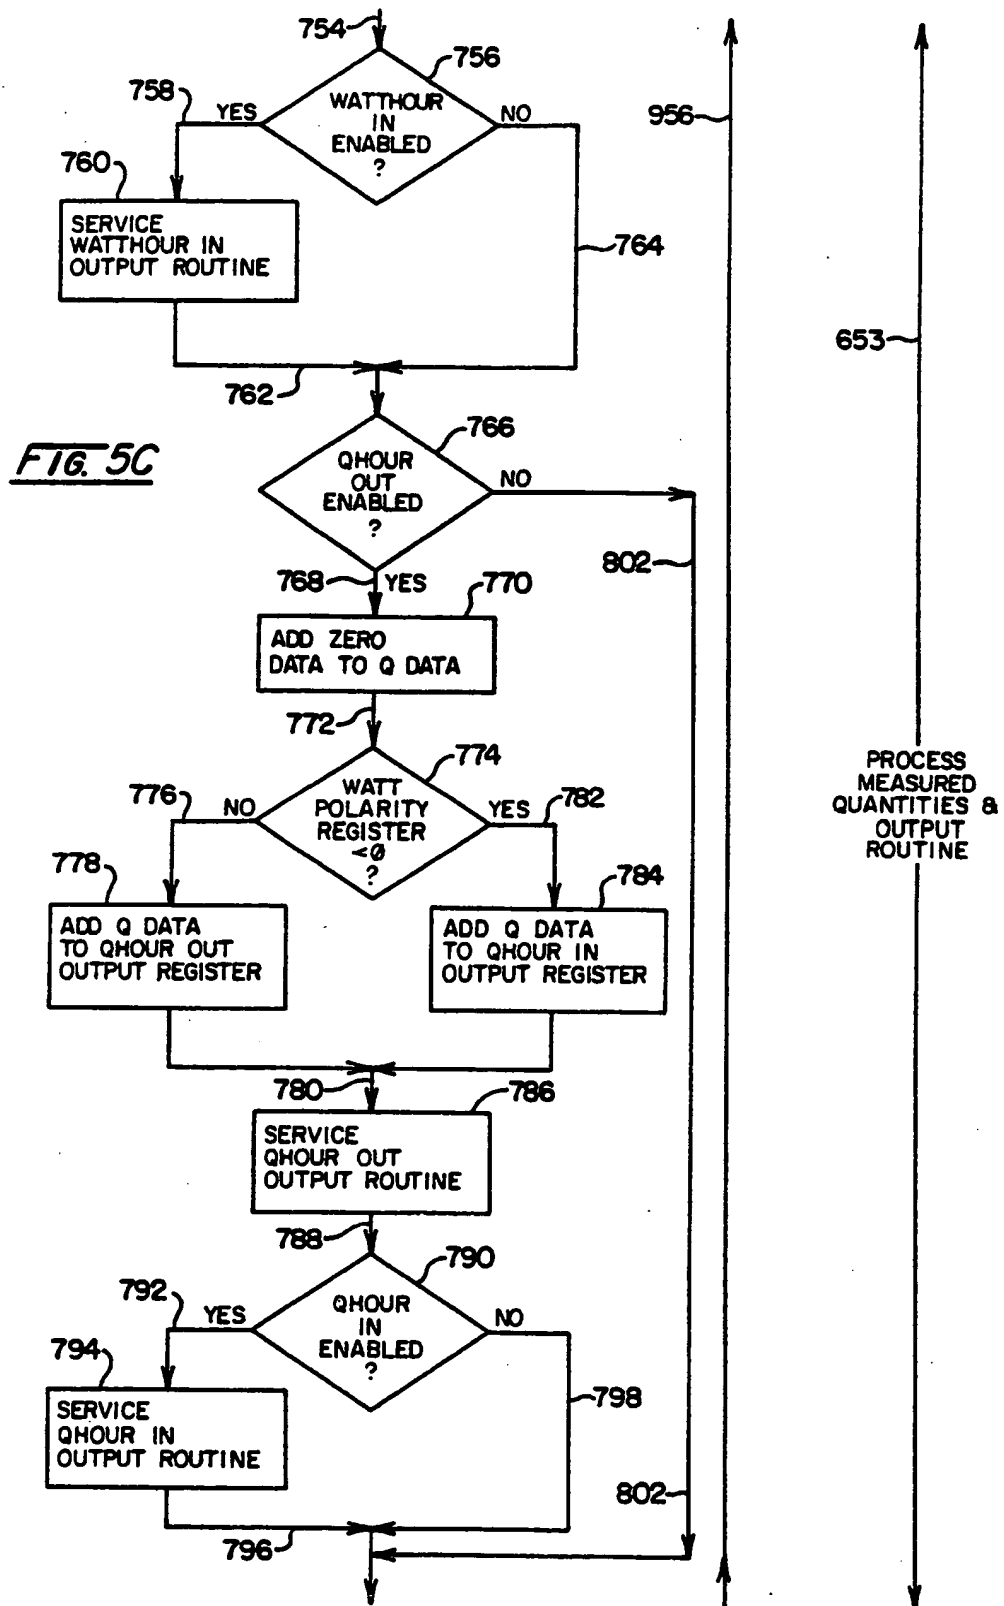 754
756
758
YES
WATTHOUR
IN
ENABLED
?
NO
956
760
SERVICE
WATTHOUR IN
OUTPUT ROUTINE
764
653
762
FIG. 5C
766
QHOUR
OUT
ENABLED
?
NO
802
768
YES
770
ADD ZERO
DATA TO Q DATA
772
774
PROCESS
MEASURED
QUANTITIES &
OUTPUT
ROUTINE
776
NO
WATT
POLARITY
REGISTER
<Ø
?
YES
782
778
ADD Q DATA
TO QHOUR OUT
OUTPUT REGISTER
784
ADD Q DATA
TO QHOUR IN
OUTPUT REGISTER
780
786
SERVICE
QHOUR OUT
OUTPUT ROUTINE
788
790
792
YES
QHOUR
IN
ENABLED
?
NO
794
SERVICE
QHOUR IN
OUTPUT ROUTINE
798
802
796